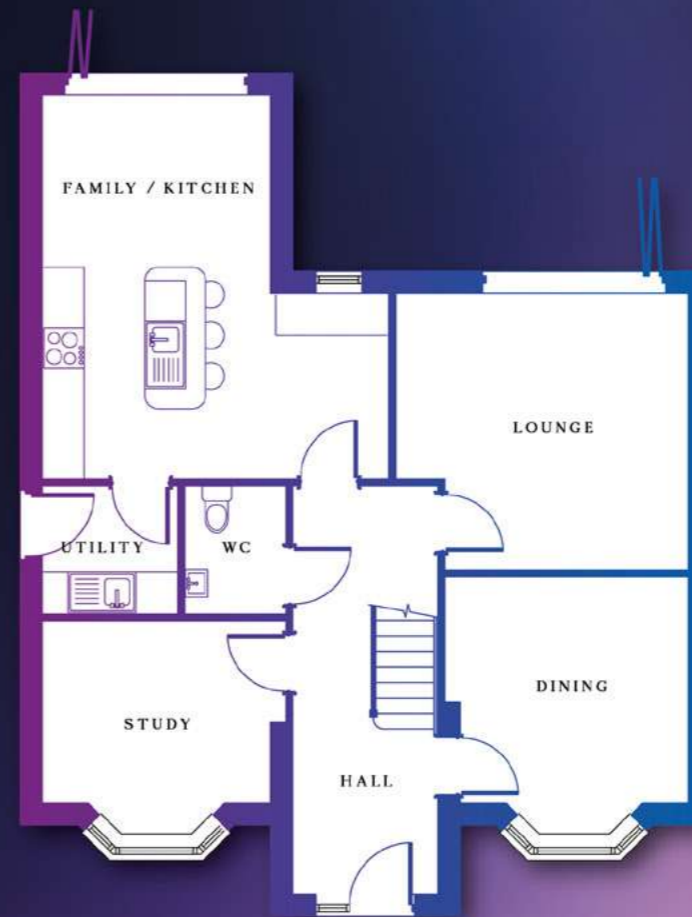 FAMILY / KITCHEN
LOUNGE
UTILITY
WC
DINING
STUDY
HALL